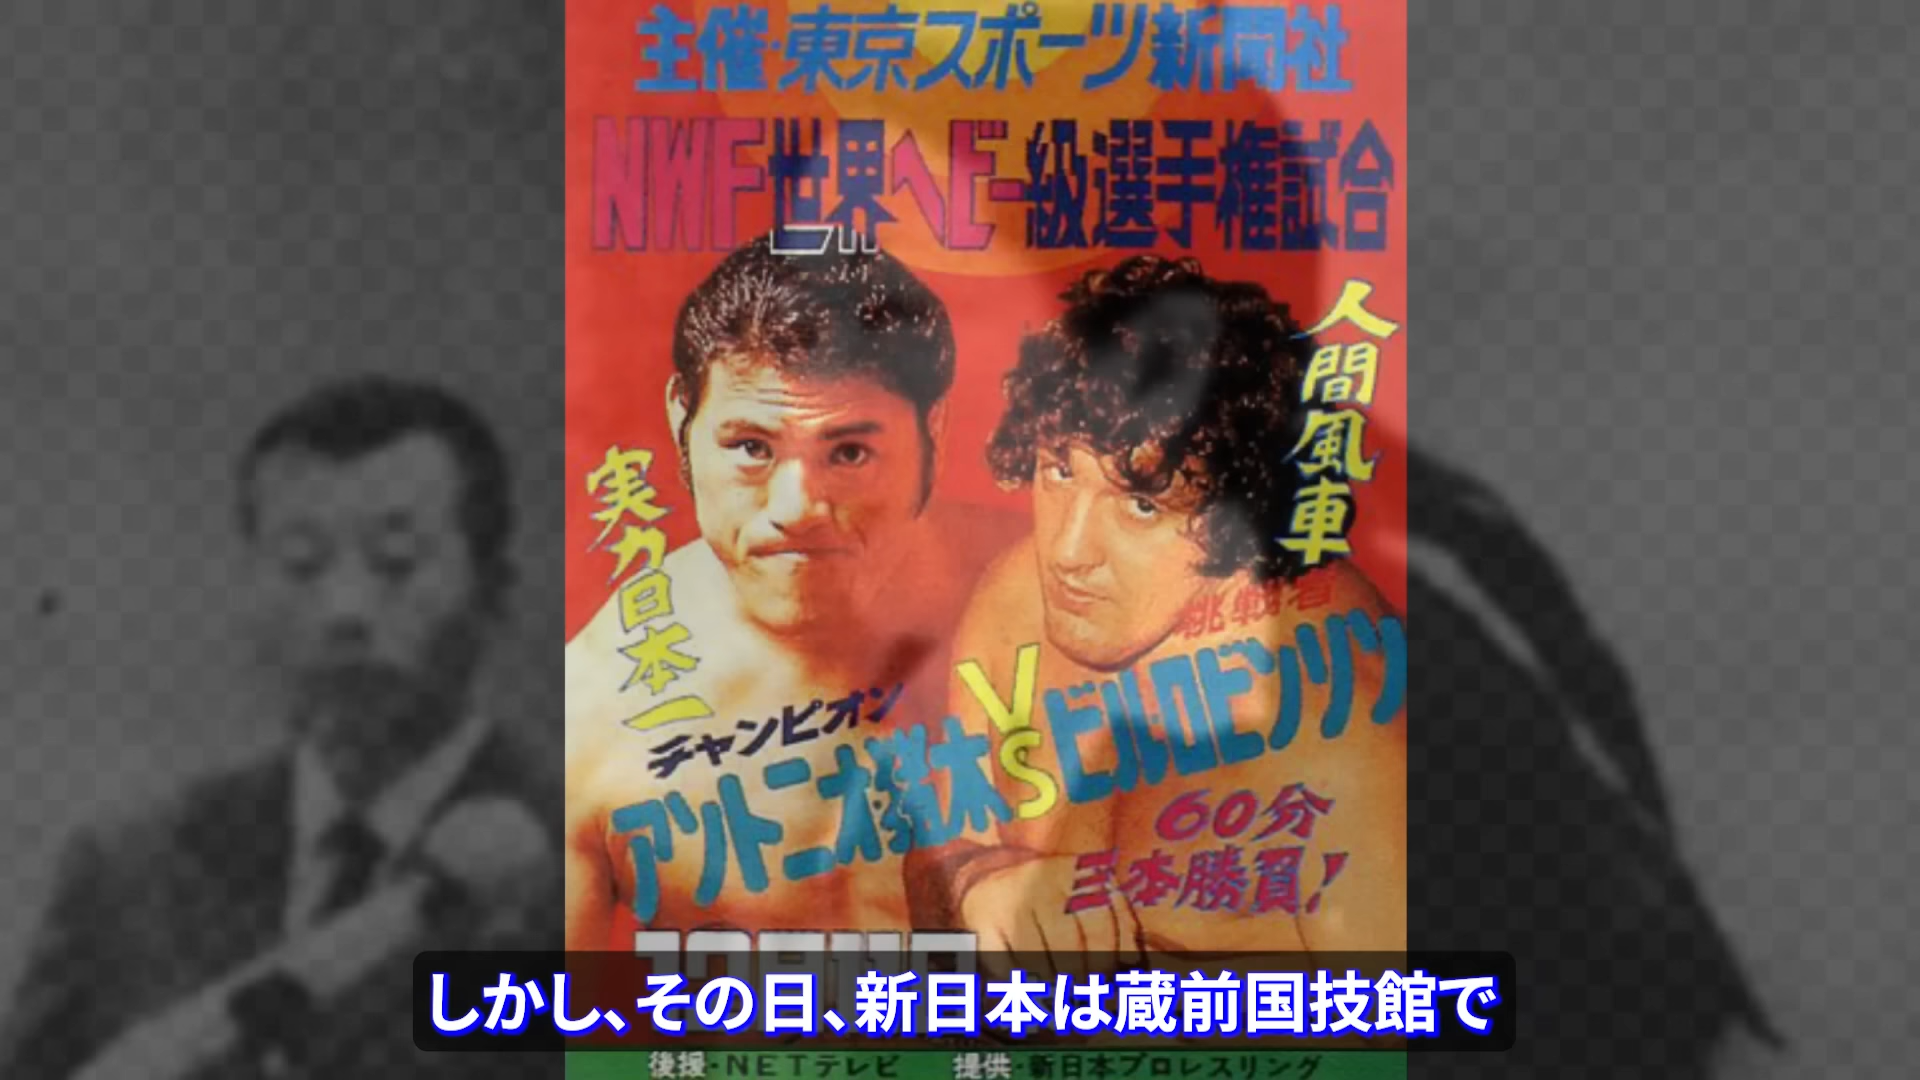 主催・東京スポーツ新聞社
NWF世界ヘビー級選手権試合
人間風車
実力日本一
挑戦者
チャンピオン
アントニオ・猪木
VS
ビル・ロビンソン
60分
三本勝負!
しかし、その日、新日本は蔵前国技館で
後援・NETテレビ 提供・新日本プロレスリング